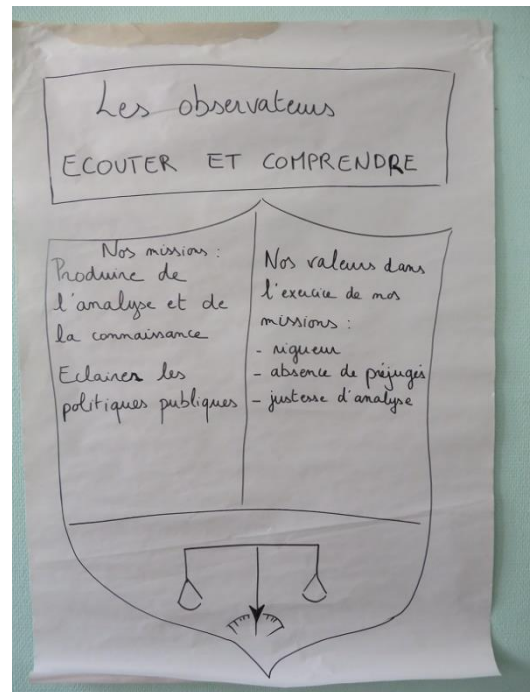 Les observateurs
ECOUTER ET COMPRENDRE
Nos missions :
Produire de
l'analyse et de
la connaissance
Eclairer les
politiques publiques
Nos valeurs dans
l'exercice de nos
missions :
- rigueur
- absence de préjugés
- justesse d'analyse